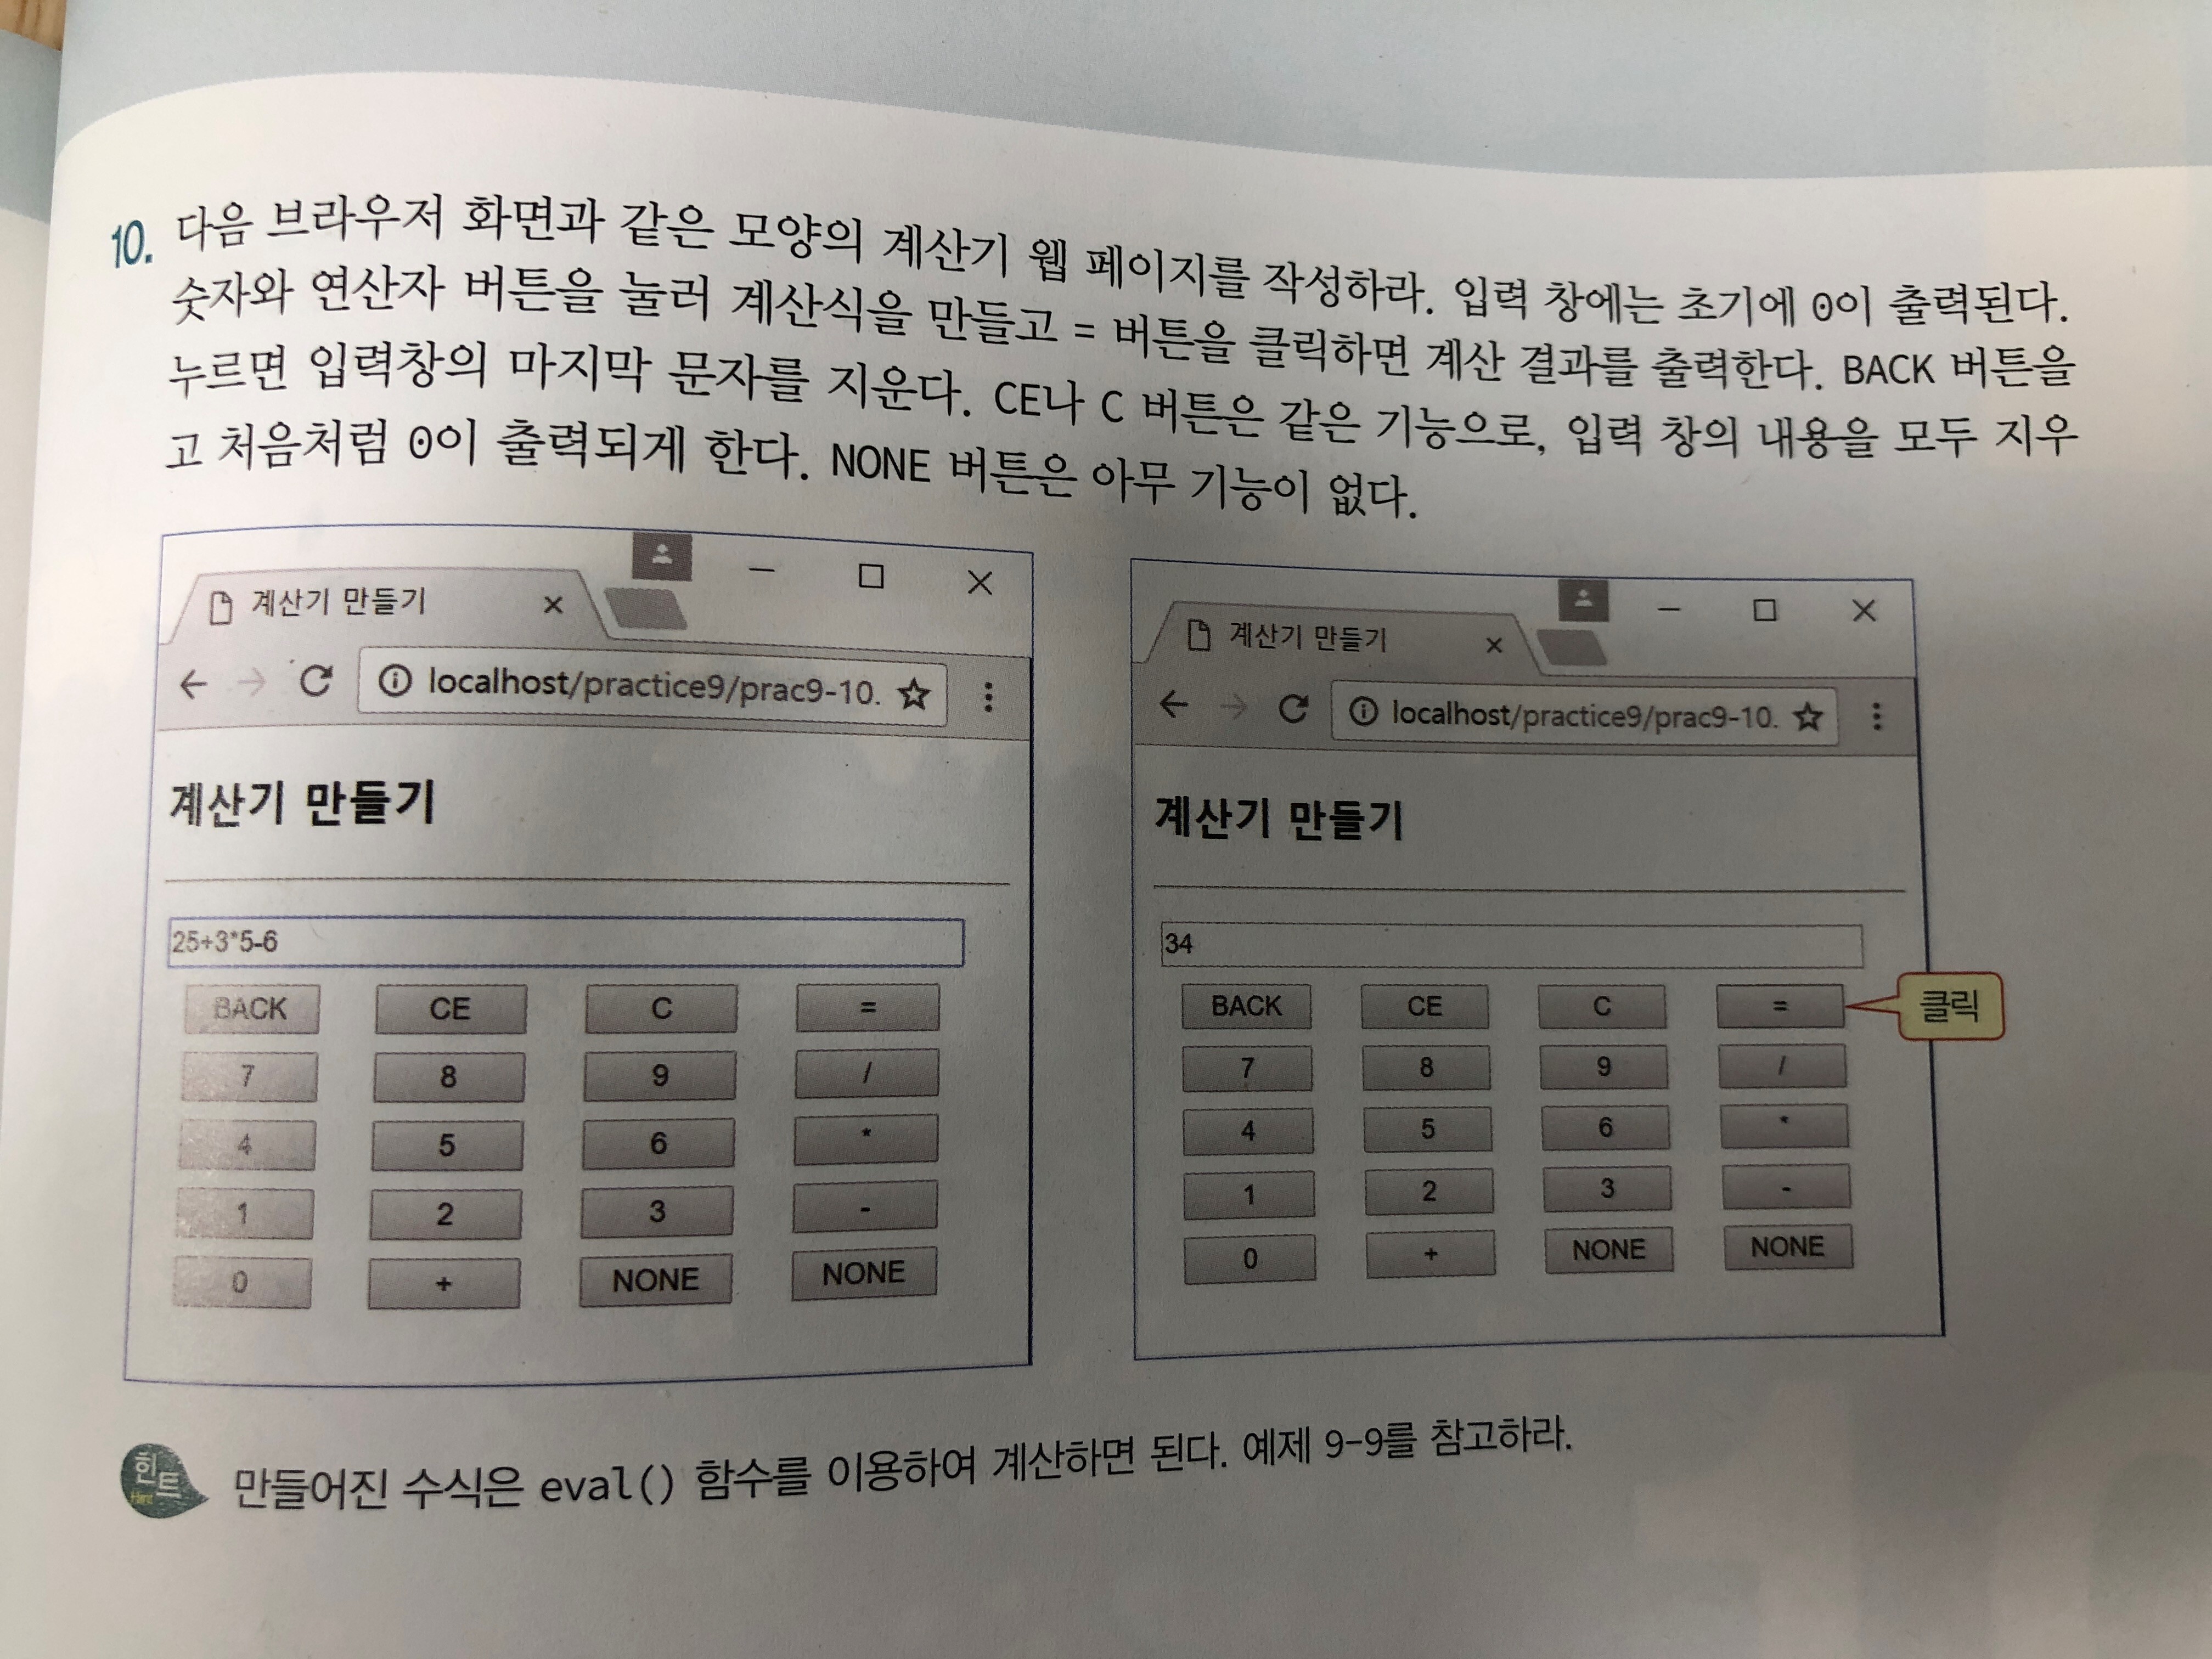 10. 다음 브라우저 화면과 같은 모양의 계산기 웹 페이지를 작성하라. 입력 창에는 초기에 0이 출력된다.
숫자와 연산자 버튼을 눌러 계산식을 만들고 = 버튼을 클릭하면 계산 결과를 출력한다. BACK 버튼을
누르면 입력창의 마지막 문자를 지운다. CE나 C 버튼은 같은 기능으로, 입력 창의 내용을 모두 지우
고 처음처럼 0이 출력되게 한다. NONE 버튼은 아무 기능이 없다.
계산기 만들기
localhost/practice9/prac9-10.
계산기 만들기
25+3*5-6
BACK CE C =
7 8 9 /
4 5 6 *
1 2 3 -
0 + NONE NONE
계산기 만들기
localhost/practice9/prac9-10.
계산기 만들기
34
BACK CE C = 클릭
7 8 9 /
4 5 6 *
1 2 3 -
0 + NONE NONE
힌트
Hint
만들어진 수식은 eval() 함수를 이용하여 계산하면 된다. 예제 9-9를 참고하라.